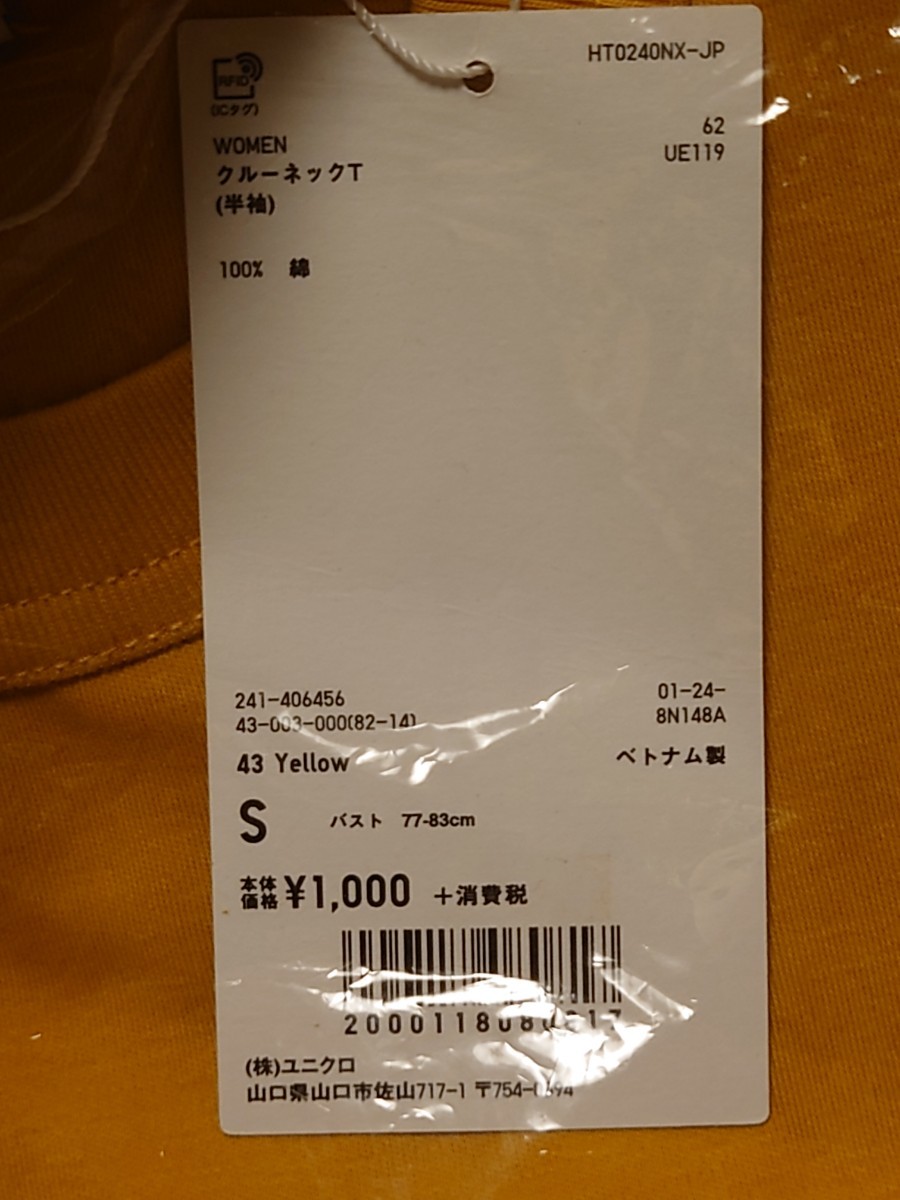 HT0240NX-JP
RFID
(ICタグ)
62
UE119
WOMEN
クルーネックT
(半袖)
100% 綿
241-406456
43-003-000(82-14)
01-24-
8N148A
43 Yellow
ベトナム製
S バスト 77-83cm
本体
価格 ¥1,000 +消費税
(株)ユニクロ
山口県山口市佐山717-1